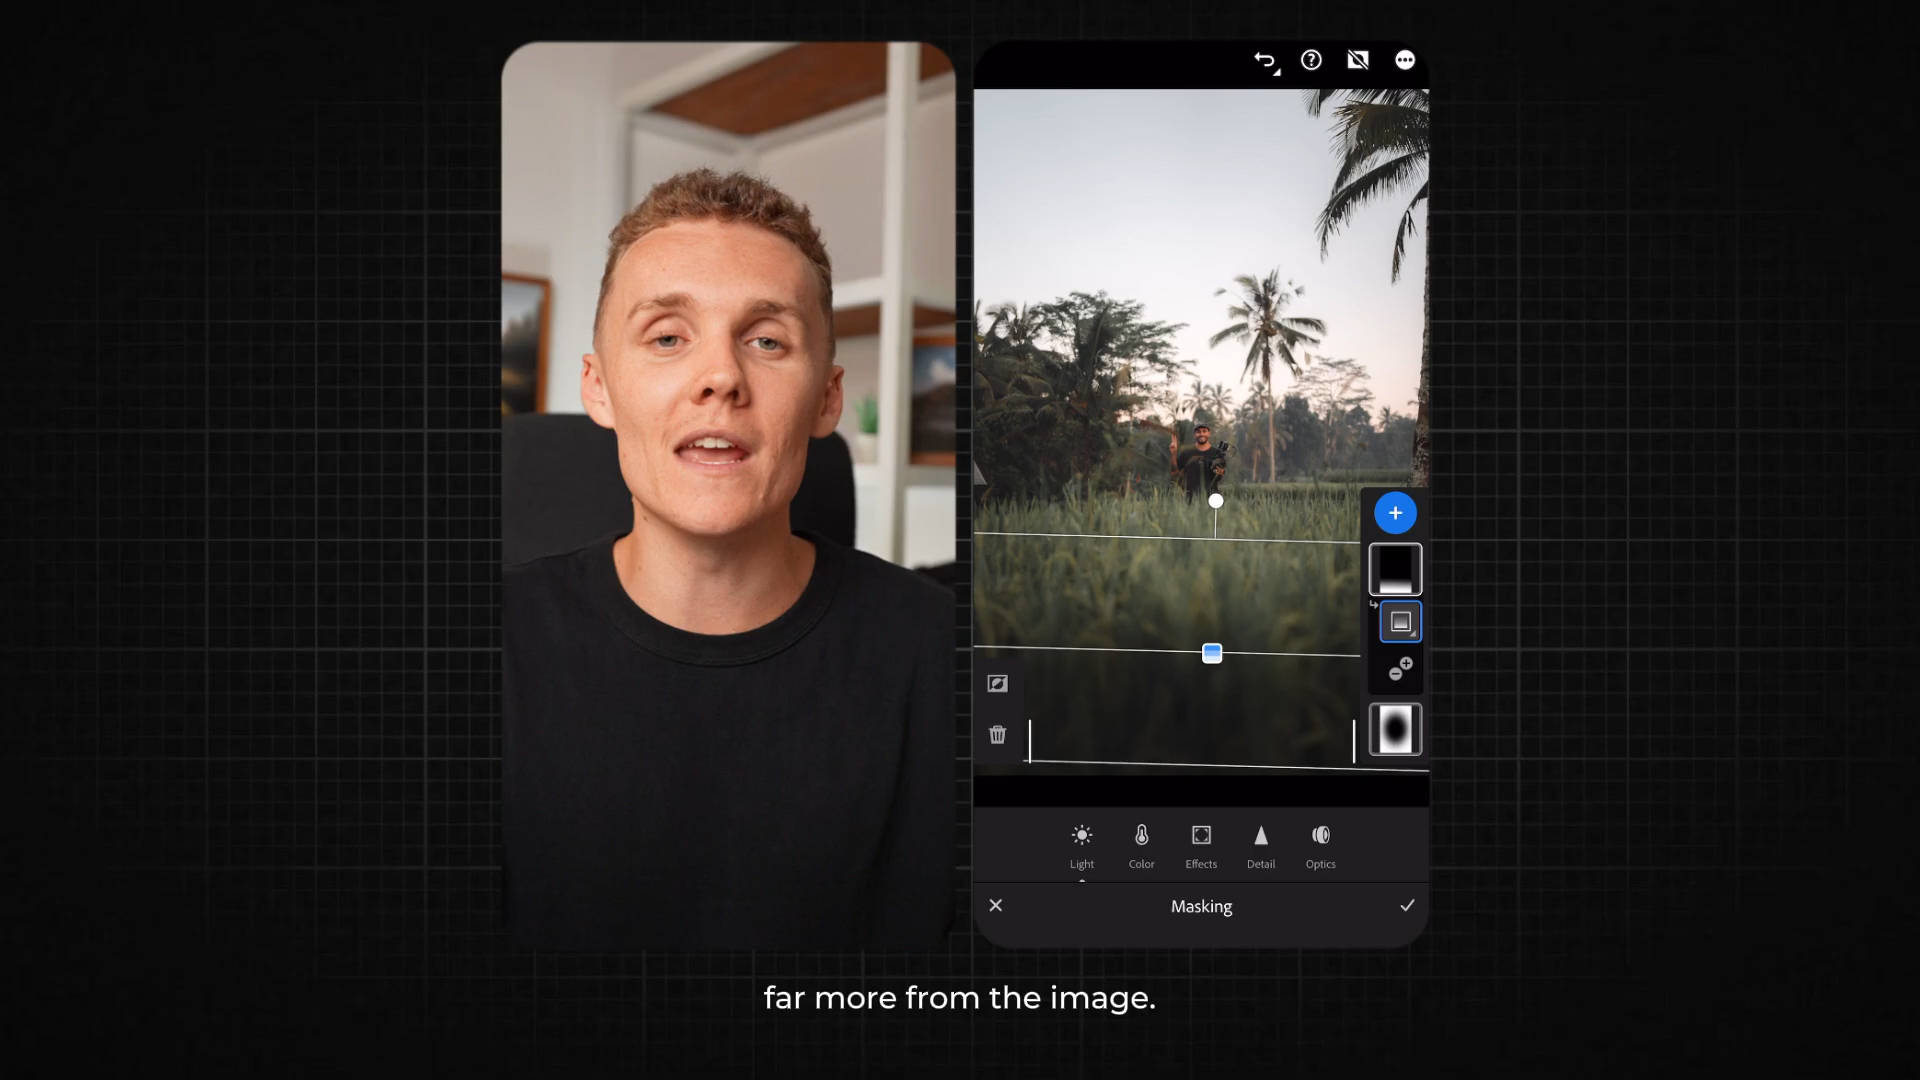 Light
Color
Effects
Detail
Optics
Masking
far more from the image.